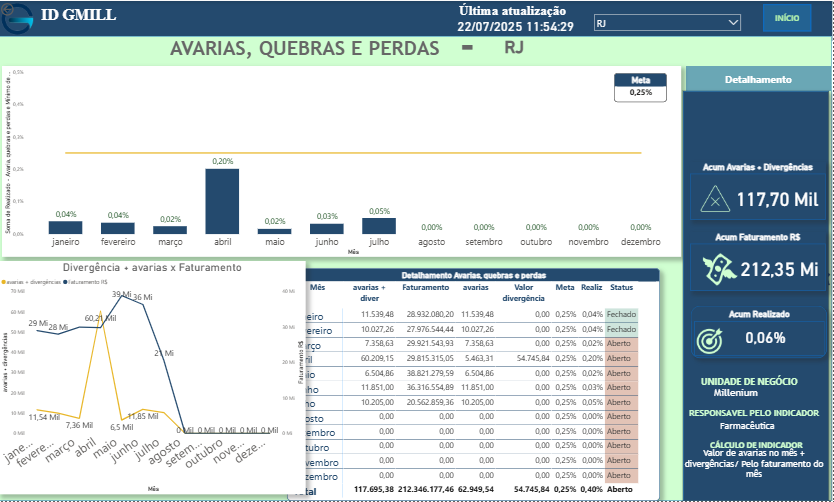 ID GMILL
Última atualização
22/07/2025 11:54:29
RJ
INÍCIO
AVARIAS, QUEBRAS E PERDAS - RJ
Detalhamento
Meta
0,25%
0,5%
0,4%
0,3%
0,2%
0,1%
0,0%
Soma de Realizado - Avaria, quebras e perdas e Mínimo de ...
0,04% 0,04% 0,02% 0,20% 0,02% 0,03% 0,05% 0,00% 0,00% 0,00% 0,00% 0,00%
janeiro fevereiro março abril maio junho julho agosto setembro outubro novembro dezembro
Mês
Acum Avarias + Divergências
117,70 Mil
Acum Faturamento R$
212,35 Mi
Acum Realizado
0,06%
UNIDADE DE NEGÓCIO
Millenium
RESPONSAVEL PELO INDICADOR
Farmacêutica
CÁLCULO DE INDICADOR
Valor de avarias no mês +
divergências/ Pelo faturamento do
mês
Divergência + avarias x Faturamento
avarias + divergências Faturamento R$
70 Mil
60 Mil
50 Mil
40 Mil
30 Mil
20 Mil
10 Mil
0 Mil
avarias + divergências
40 Mi
30 Mi
20 Mi
10 Mi
0 Mi
Faturamento R$
29 Mi 28 Mi 39 Mi 36 Mi 21 Mi
11,54 Mil 7,36 Mil 60,21 Mil 6,5 Mil 11,85 Mil 0 Mil 0 Mil 0 Mil 0 Mil 0 Mil
jane... fevere... março abril maio junho julho agosto setem... outubro nove... deze...
Mês
Detalhamento Avarias, quebras e perdas
Mês avarias + diver Faturamento avarias Valor divergência Meta Realiz Status
neiro 11.539,48 28.932.080,20 11.539,48 0,00 0,25% 0,04% Fechado
vereiro 10.027,26 27.976.544,44 10.027,26 0,00 0,25% 0,04% Fechado
arço 7.358,63 29.921.543,93 7.358,63 0,00 0,25% 0,02% Aberto
ril 60.209,15 29.815.315,05 5.463,31 54.745,84 0,25% 0,20% Aberto
aio 6.504,86 38.821.279,59 6.504,86 0,00 0,25% 0,02% Aberto
nho 11.851,00 36.316.554,89 11.851,00 0,00 0,25% 0,03% Aberto
ho 10.205,00 20.562.859,36 10.205,00 0,00 0,25% 0,05% Aberto
osto 0,00 0,00 0,00 0,00 0,25% 0,00% Aberto
tembro 0,00 0,00 0,00 0,00 0,25% 0,00% Aberto
tubro 0,00 0,00 0,00 0,00 0,25% 0,00% Aberto
vembro 0,00 0,00 0,00 0,00 0,25% 0,00% Aberto
zembro 0,00 0,00 0,00 0,00 0,25% 0,00% Aberto
tal 117.695,38 212.346.177,46 62.949,54 54.745,84 0,25% 0,40% Aberto